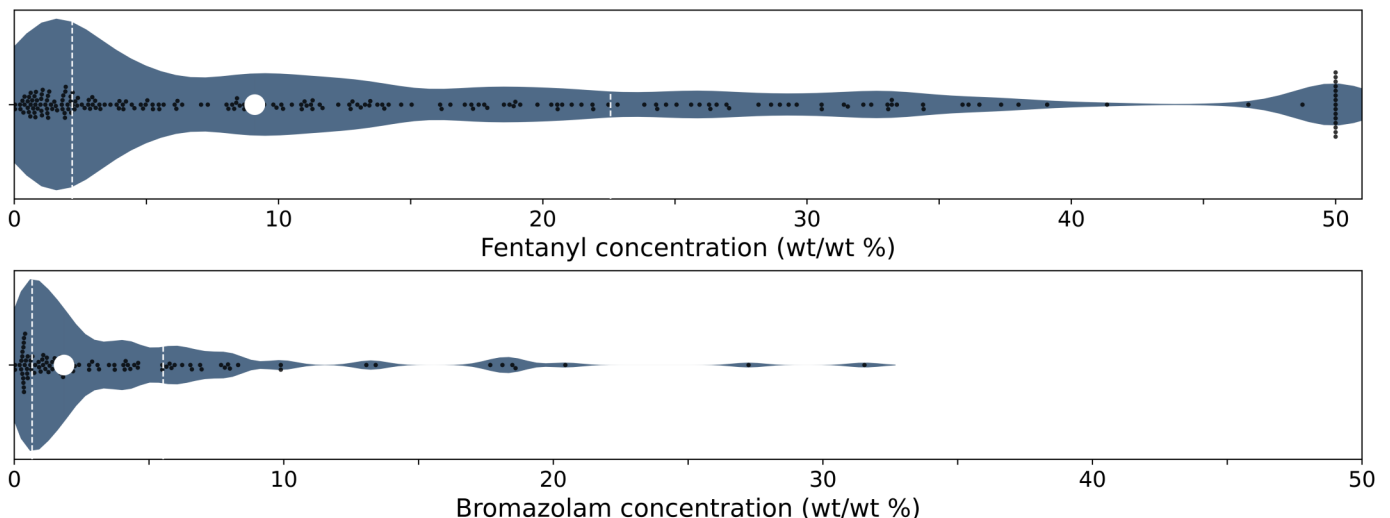 0 10 20 30 40 50
Fentanyl concentration (wt/wt %)
0 10 20 30 40 50
Bromazolam concentration (wt/wt %)